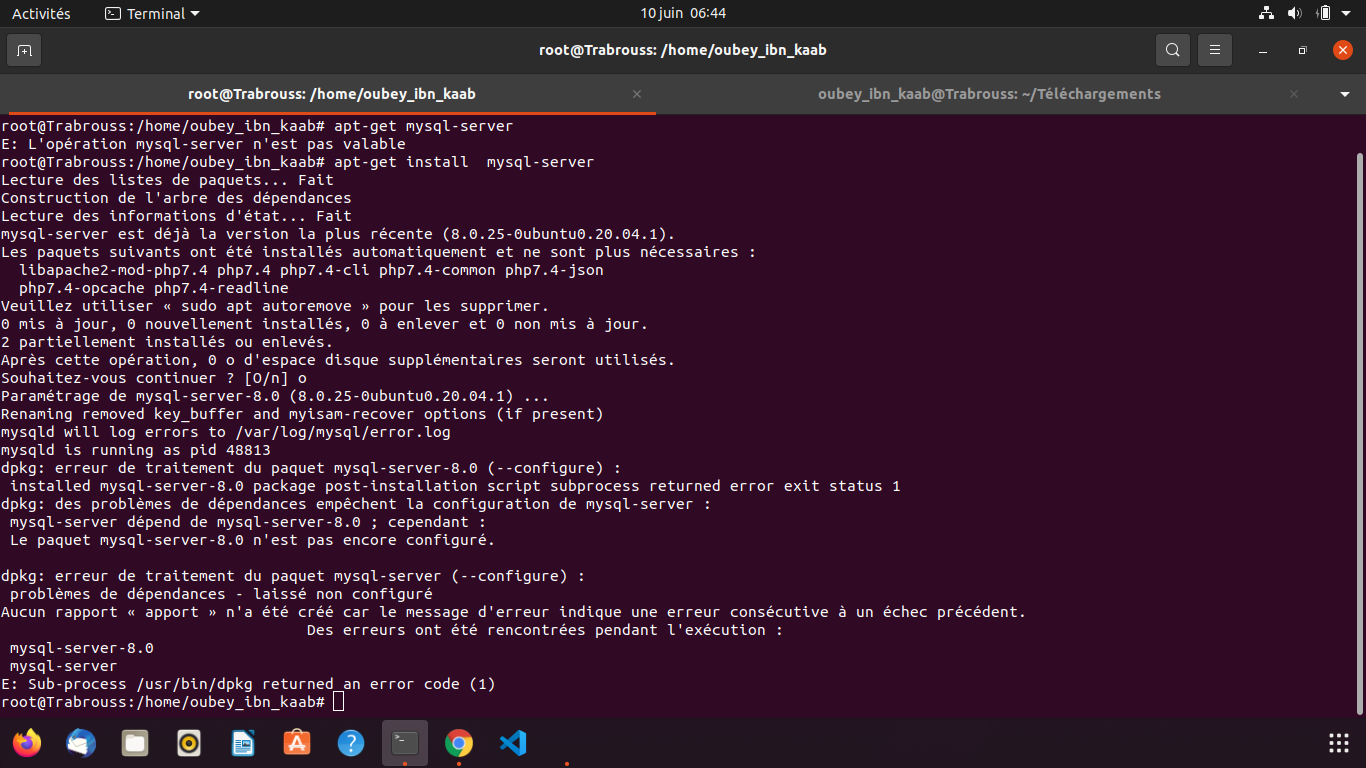 Activités
Terminal
10 juin 06:44
root@Trabrouss: /home/oubey_ibn_kaab
root@Trabrouss: /home/oubey_ibn_kaab
oubey_ibn_kaab@Trabrouss: ~/Téléchargements
root@Trabrouss:/home/oubey_ibn_kaab# apt-get mysql-server
E: L'opération mysql-server n'est pas valable
root@Trabrouss:/home/oubey_ibn_kaab# apt-get install  mysql-server
Lecture des listes de paquets... Fait
Construction de l'arbre des dépendances
Lecture des informations d'état... Fait
mysql-server est déjà la version la plus récente (8.0.25-0ubuntu0.20.04.1).
Les paquets suivants ont été installés automatiquement et ne sont plus nécessaires :
  libapache2-mod-php7.4 php7.4 php7.4-cli php7.4-common php7.4-json
  php7.4-opcache php7.4-readline
Veuillez utiliser « sudo apt autoremove » pour les supprimer.
0 mis à jour, 0 nouvellement installés, 0 à enlever et 0 non mis à jour.
2 partiellement installés ou enlevés.
Après cette opération, 0 o d'espace disque supplémentaires seront utilisés.
Souhaitez-vous continuer ? [O/n] o
Paramétrage de mysql-server-8.0 (8.0.25-0ubuntu0.20.04.1) ...
Renaming removed key_buffer and myisam-recover options (if present)
mysqld will log errors to /var/log/mysql/error.log
mysqld is running as pid 48813
dpkg: erreur de traitement du paquet mysql-server-8.0 (--configure) :
 installed mysql-server-8.0 package post-installation script subprocess returned error exit status 1
dpkg: des problèmes de dépendances empêchent la configuration de mysql-server :
 mysql-server dépend de mysql-server-8.0 ; cependant :
 Le paquet mysql-server-8.0 n'est pas encore configuré.

dpkg: erreur de traitement du paquet mysql-server (--configure) :
 problèmes de dépendances - laissé non configuré
Aucun rapport « apport » n'a été créé car le message d'erreur indique une erreur consécutive à un échec précédent.
                                  Des erreurs ont été rencontrées pendant l'exécution :
 mysql-server-8.0
 mysql-server
E: Sub-process /usr/bin/dpkg returned an error code (1)
root@Trabrouss:/home/oubey_ibn_kaab#